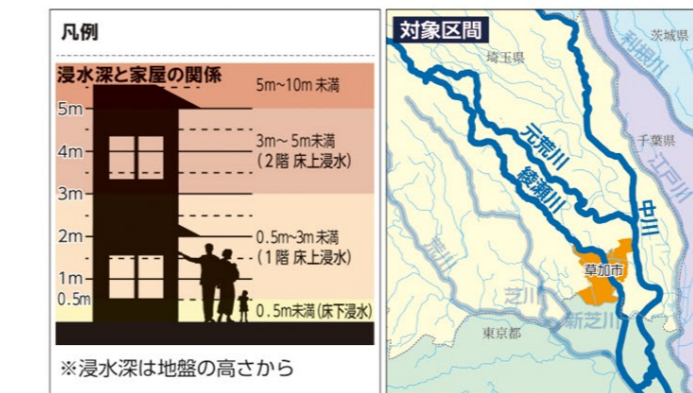 凡例
浸水深と家屋の関係
5m~10m 未満
5m
3m~ 5m未満
4m
(2階 床上浸水)
3m
2m
0.5m~3m 未満
(1階 床上浸水)
1m
0.5m
0.5m未満(床下浸水)
※浸水深は地盤の高さから
対象区間
茨城県
埼玉県
利根川
千葉県
元荒川
江戸川
綾瀬川
中川
荒川
草加市
芝川
新芝川
東京都